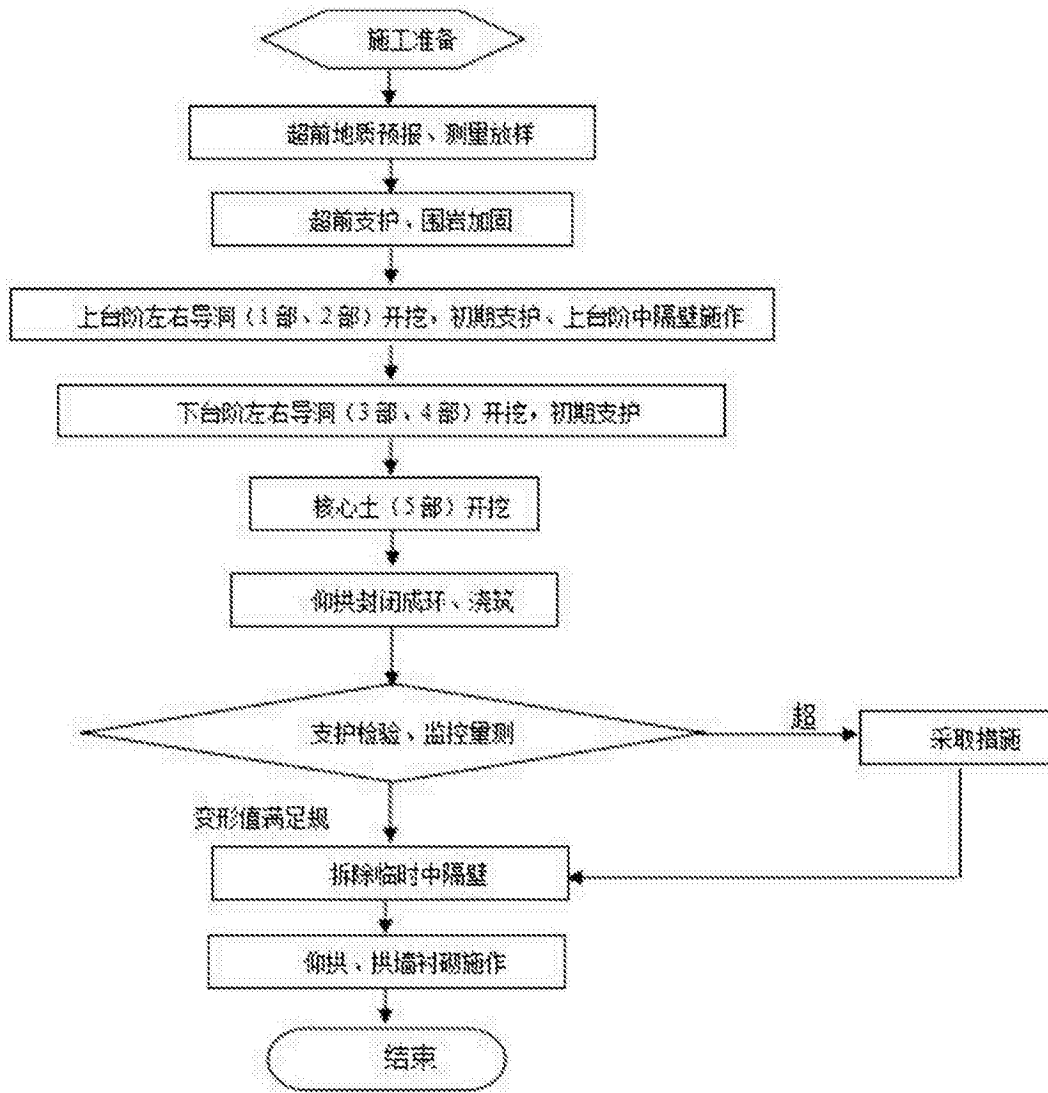 施工准备
超前地质预报、测量放样
超前支护、围岩加固
上台阶左右导洞（1部、2部）开挖，初期支护、上台阶中隔壁施作
下台阶左右导洞（3部、4部）开挖，初期支护
核心土（5部）开挖
仰拱封闭成环、浇筑
支护检验、监控量测
超
采取措施
变形值满足规
拆除临时中隔壁
仰拱、拱墙衬砌施作
结束